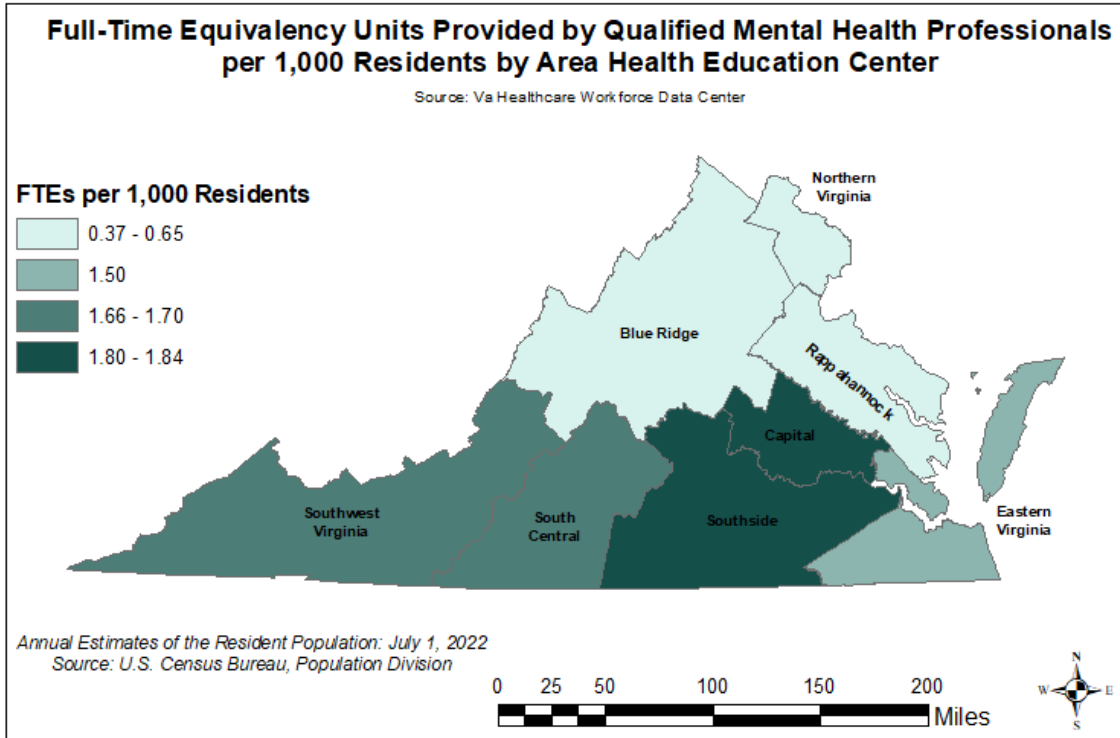 Full-Time Equivalency Units Provided by Qualified Mental Health Professionals
per 1,000 Residents by Area Health Education Center
Source: Va Healthcare Workforce Data Center
FTEs per 1,000 Residents
0.37 - 0.65
1.50
1.66 - 1.70
1.80 - 1.84
Northern
Virginia
Blue Ridge
Rappahannock
Capital
Southwest
Virginia
South
Central
Southside
Eastern
Virginia
Annual Estimates of the Resident Population: July 1, 2022
Source: U.S. Census Bureau, Population Division
0 25 50 100 150 200
Miles
N
W E
S